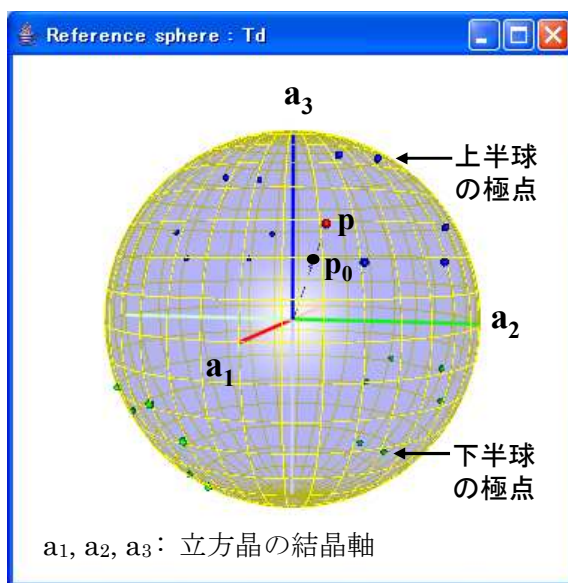 Reference sphere : Td
a3
上半球
の極点
p
p0
a2
a1
下半球
の極点
a1, a2, a3: 立方晶の結晶軸